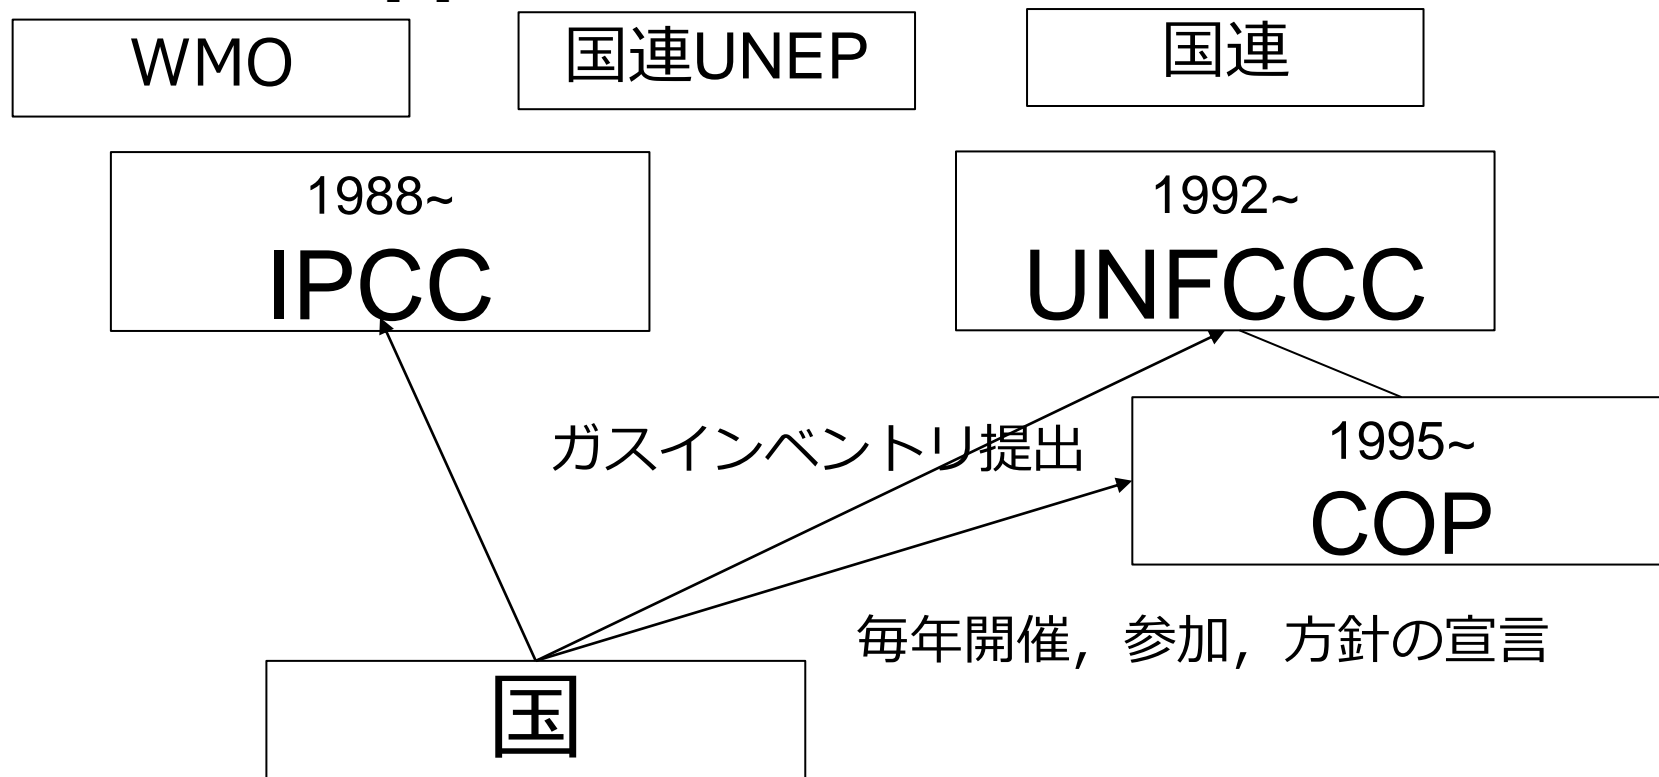 WMO
国連UNEP
国連
1988~
IPCC
1992~
UNFCCC
ガスインベントリ提出
1995~
COP
毎年開催，参加，方針の宣言
国